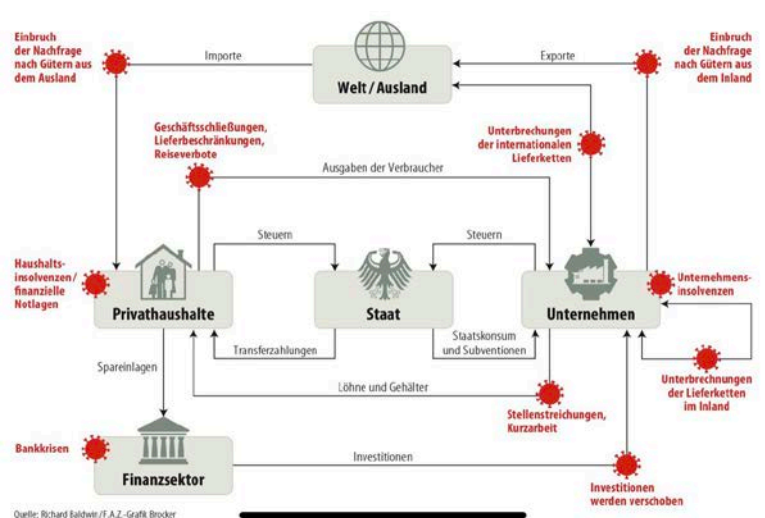 Einbruch
der Nachfrage
nach Gütern aus
dem Ausland
Importe
Welt / Ausland
Exporte
Einbruch
der Nachfrage
nach Gütern aus
dem Inland
Geschäftsschließungen,
Lieferbeschränkungen,
Reiseverbote
Unterbrechungen
der internationalen
Lieferketten
Ausgaben der Verbraucher
Steuern
Steuern
Haushalts-
insolvenzen/
finanzielle
Notlagen
Privathaushalte
Staat
Unternehmen
Unternehmens-
insolvenzen
Transferzahlungen
Staatskonsum
und Subventionen
Spareinlagen
Löhne und Gehälter
Stellenstreichungen,
Kurzarbeit
Unterbrechnungen
der Lieferketten
im Inland
Bankkrisen
Finanzsektor
Investitionen
Investitionen
werden verschoben
Quelle: Richard Baldwin/F.A.Z.-Grafik Brocker